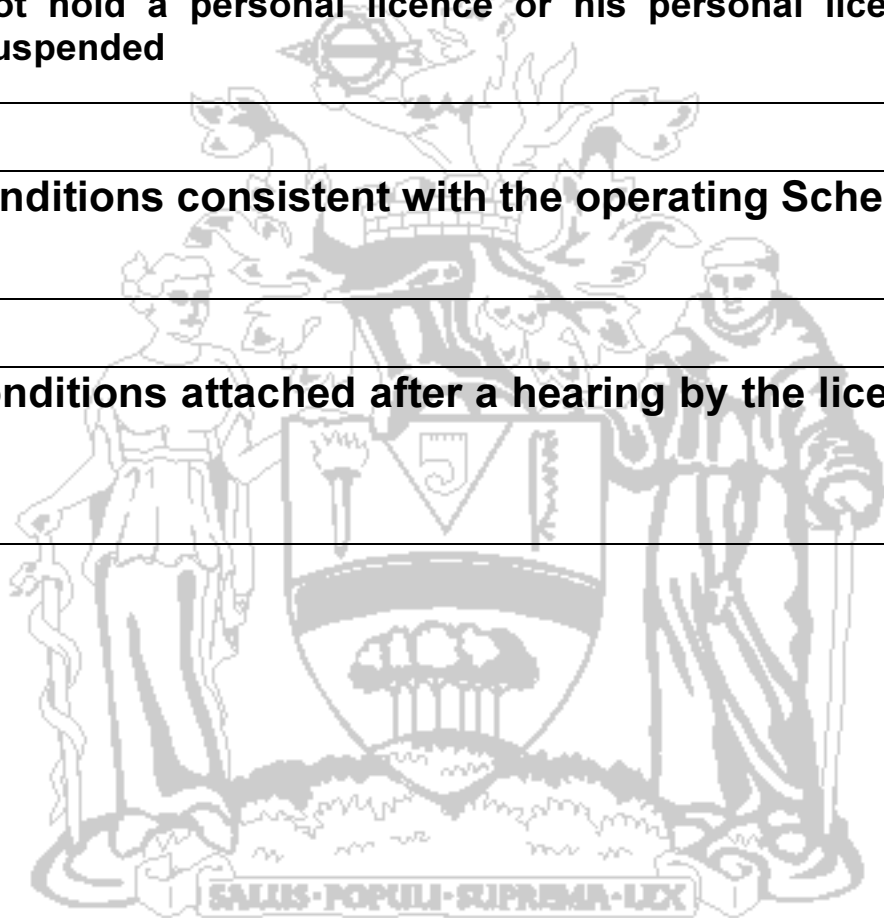 ot hold a personal licence or his personal lice
uspended
nditions consistent with the operating Sche
onditions attached after a hearing by the lice
SALUS·POPULI·SUPREMA·LEX